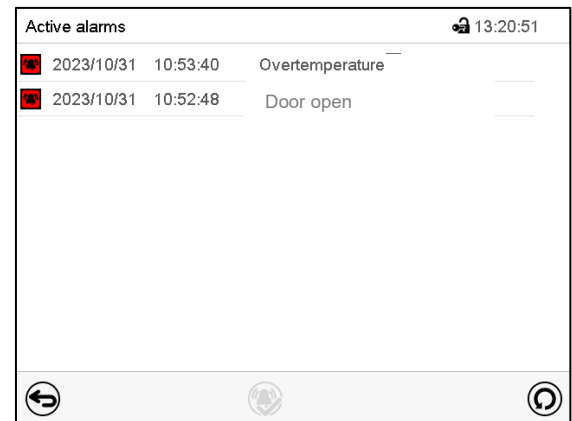 Active alarms 13:20:51
2023/10/31 10:53:40 Overtemperature
2023/10/31 10:52:48 Door open